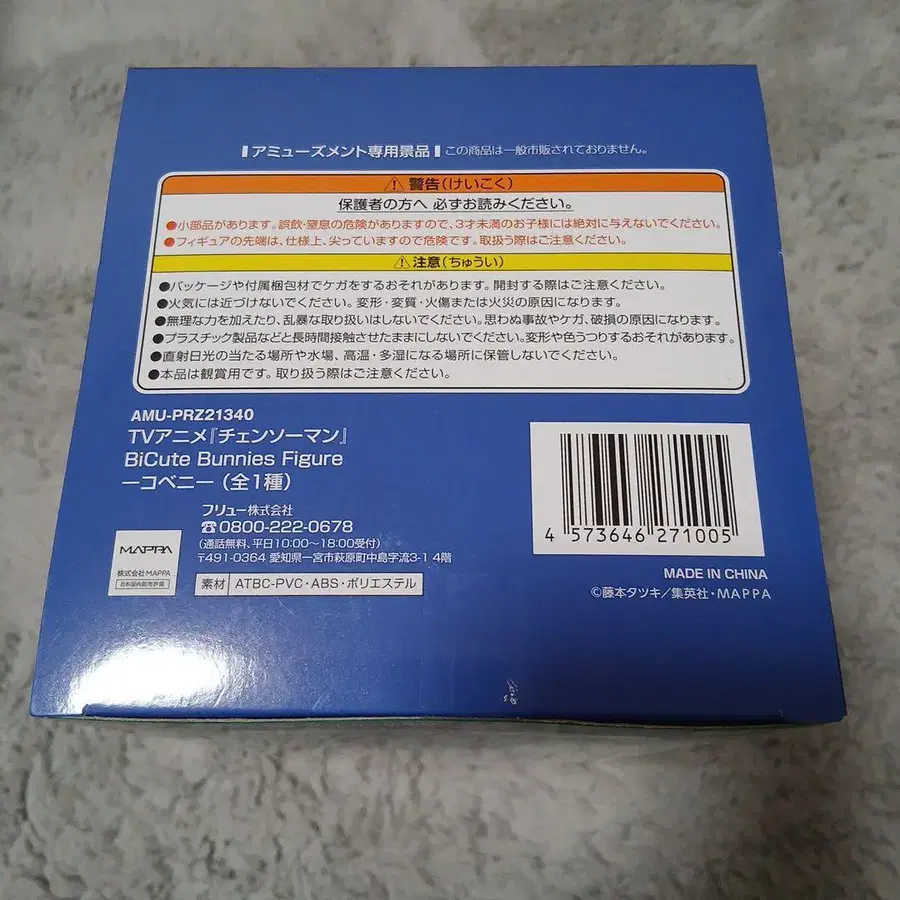 アミューズメント専用景品 この商品は一般市販されておりません。
⚠ 警告(けいこく)
保護者の方へ 必ずお読みください。
●小部品があります。誤飲・窒息の危険がありますので、3才未満のお子様には絶対に与えないでください。
●フィギュアの先端は、仕様上、尖っていますので危険です。取扱う際はご注意ください。
⚠注意(ちゅうい)
●パッケージや付属梱包材でケガをするおそれがあります。開封する際はご注意ください。
●火気には近づけないでください。変形・変質・火傷または火災の原因になります。
●無理な力を加えたり、乱暴な取り扱いはしないでください。思わぬ事故やケガ、破損の原因になります。
●プラスチック製品などと長時間接触させたままにしないでください。変形や色うつりするおそれがあります。
●直射日光の当たる場所や水場、高温・多湿になる場所に保管しないでください。
●本品は観賞用です。取り扱う際はご注意ください。
AMU-PRZ21340
TVアニメ『チェンソーマン』
BiCute Bunnies Figure
ーコベニー (全1種)
フリュー株式会社
☎0800-222-0678
(通話無料、平日10:00〜18:00受付)
〒491-0364 愛知県一宮市萩原町中島字流3-1 4階
MAPPA
株式会社MAPPA
日本国内販売許諾
素材 ATBC-PVC・ABS・ポリエステル
4 573646 271005
MADE IN CHINA
©藤本タツキ/集英社・MAPPA